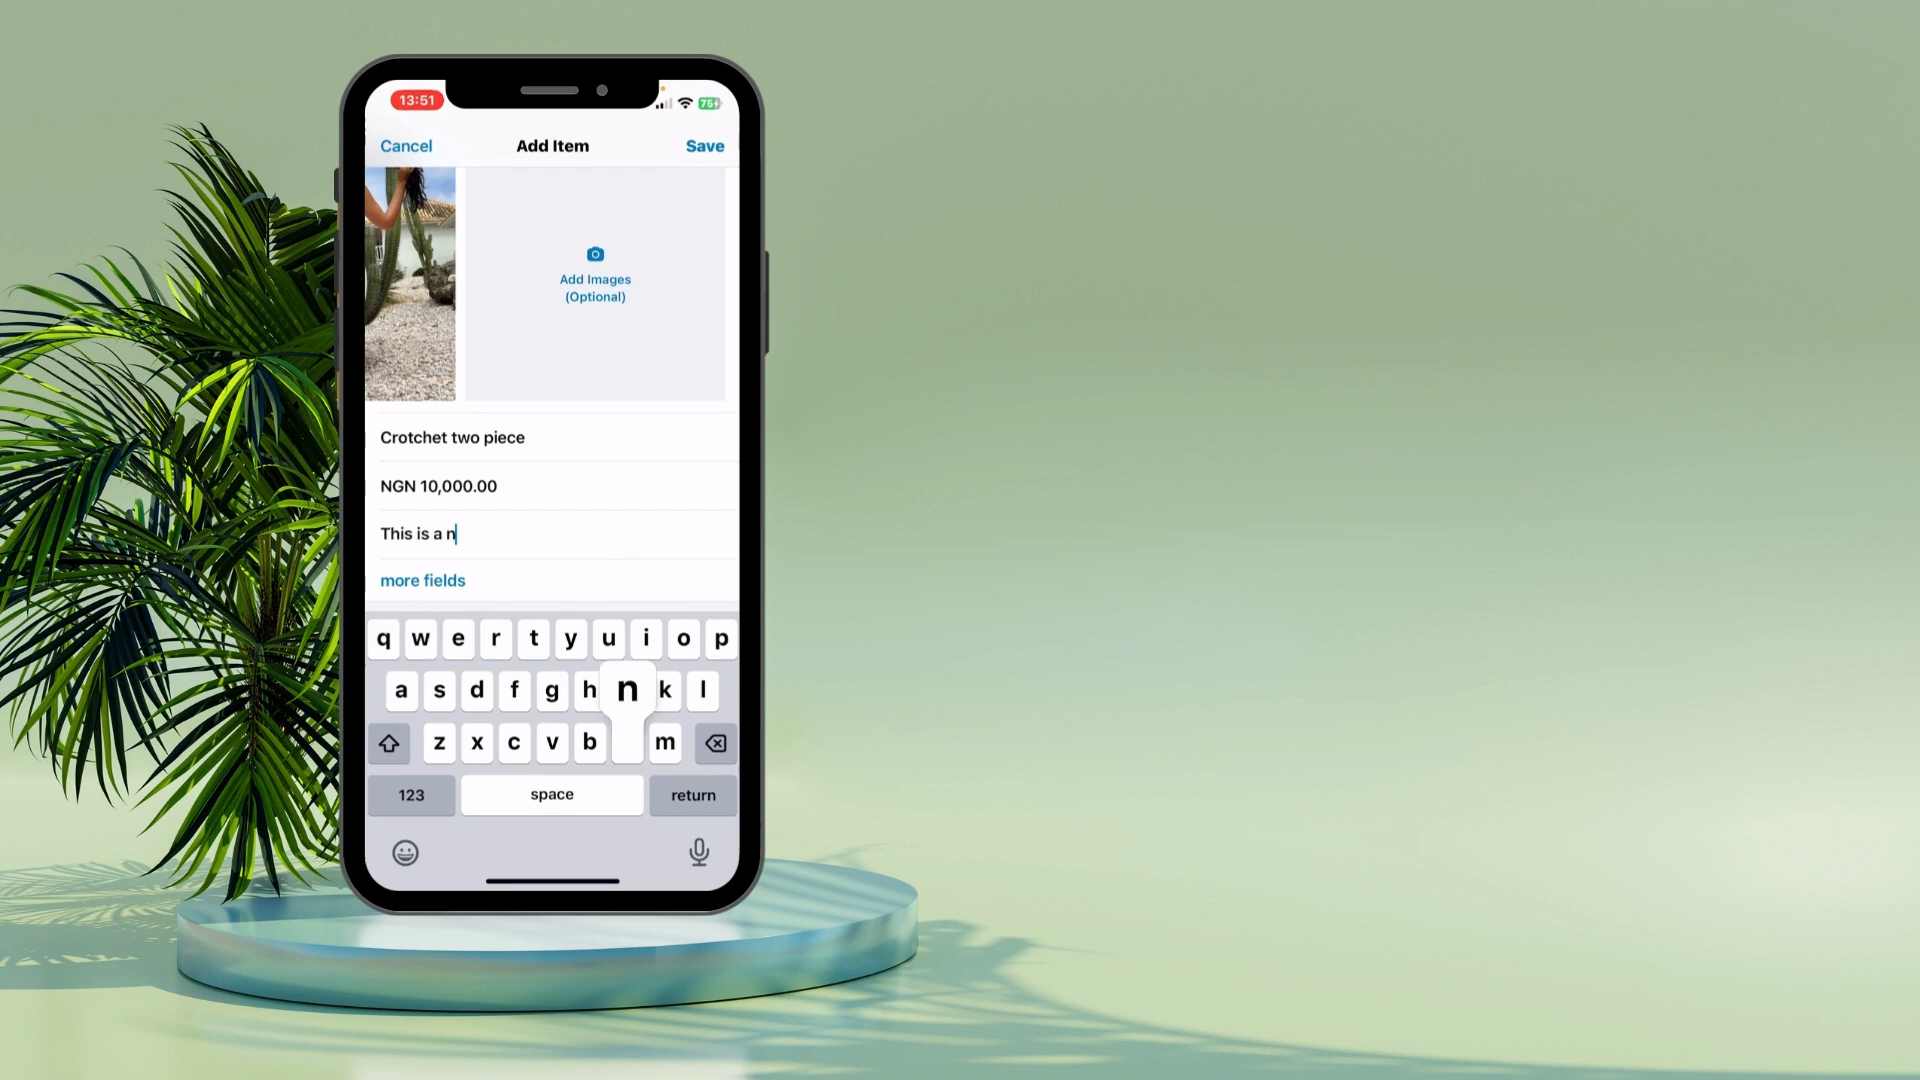 13:51
75
Cancel Add Item Save
Add Images
(Optional)
Crotchet two piece
NGN 10,000.00
This is a n
more fields
q w e r t y u i o p
a s d f g h n k l
z x c v b m
123 space return